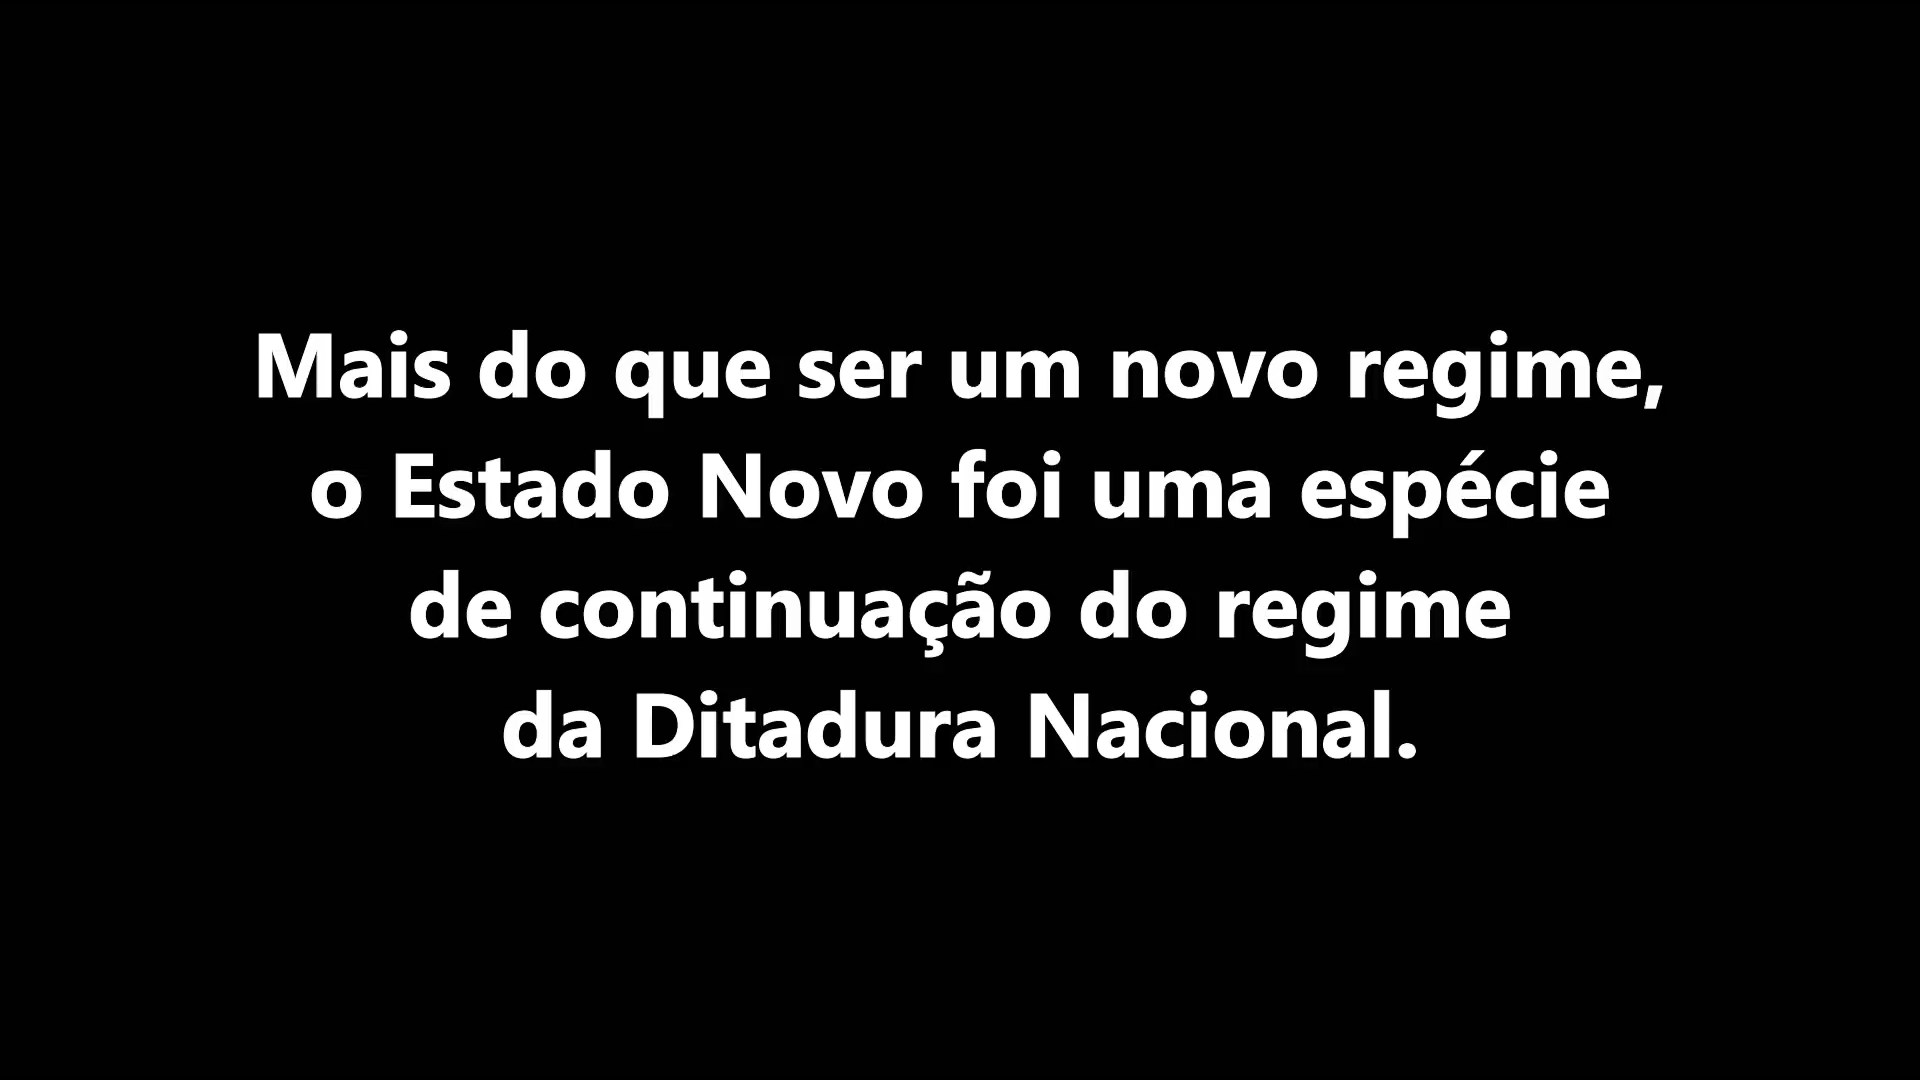 Mais do que ser um novo regime,
o Estado Novo foi uma espécie
de continuação do regime
da Ditadura Nacional.